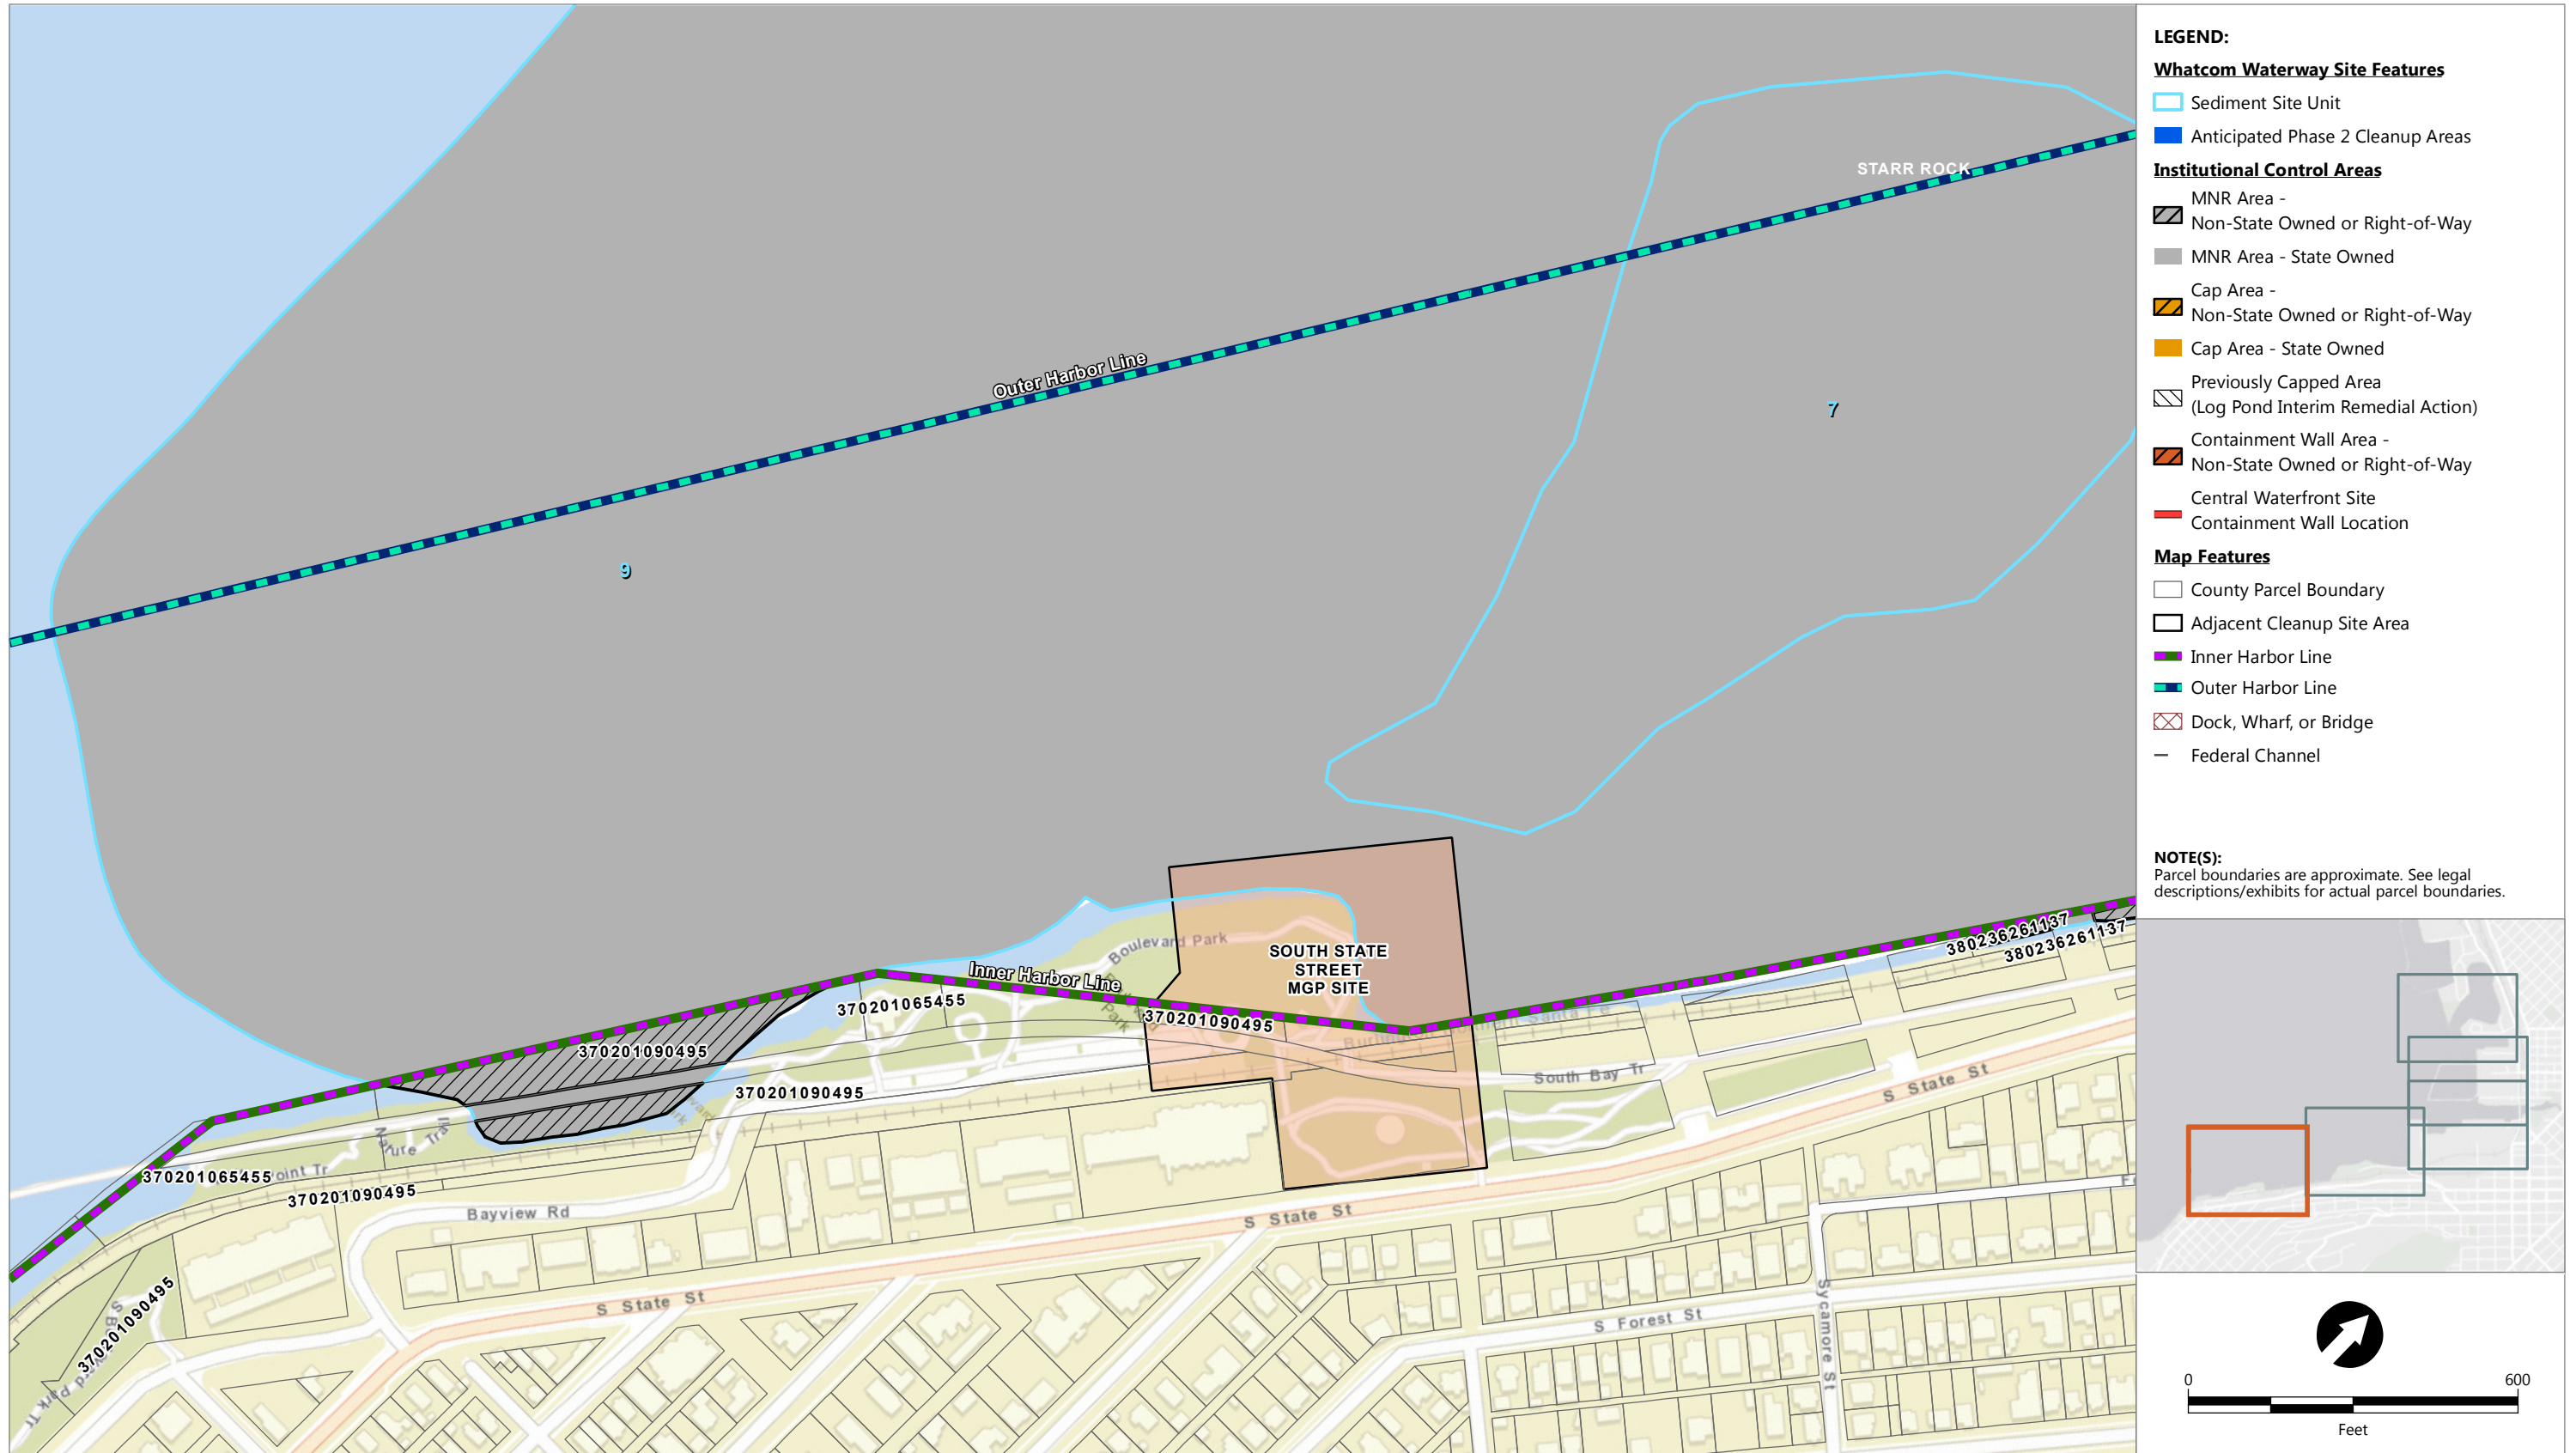 STARR ROCK
Outer Harbor Line
7
9
Boulevard Park
Inner Harbor Line
SOUTH STATE
STREET
MGP SITE
380236261137
380236261137
370201065455
370201090495
370201090495
370201090495
South Bay Tr
S State St
Nature Trail
370201065455
oint Tr
370201090495
Bayview Rd
S State St
S State St
370201090495
S Forest St
Sycamore St
LEGEND:
Whatcom Waterway Site Features
Sediment Site Unit
Anticipated Phase 2 Cleanup Areas
Institutional Control Areas
MNR Area -
Non-State Owned or Right-of-Way
MNR Area - State Owned
Cap Area -
Non-State Owned or Right-of-Way
Cap Area - State Owned
Previously Capped Area
(Log Pond Interim Remedial Action)
Containment Wall Area -
Non-State Owned or Right-of-Way
Central Waterfront Site
Containment Wall Location
Map Features
County Parcel Boundary
Adjacent Cleanup Site Area
Inner Harbor Line
Outer Harbor Line
Dock, Wharf, or Bridge
Federal Channel
NOTE(S):
Parcel boundaries are approximate. See legal
descriptions/exhibits for actual parcel boundaries.
0 600
Feet